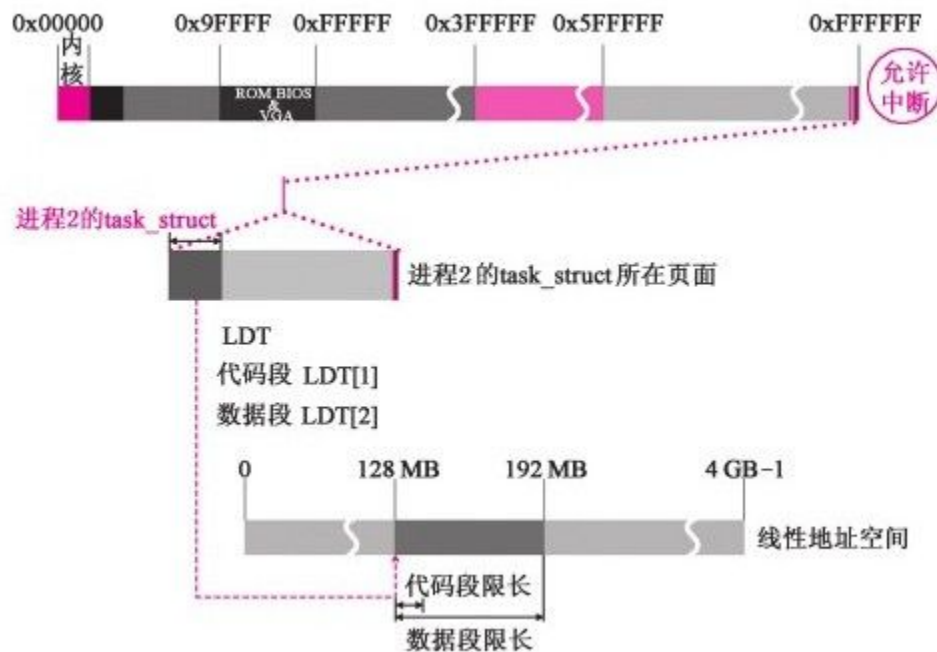 0x00000 0x9FFFF 0xFFFFF 0x3FFFFF 0x5FFFFF 0xFFFFFF
内
核
ROM BIOS
&
VGA
允许
中断
进程2的task_struct
进程2的task_struct所在页面
LDT
代码段 LDT[1]
数据段 LDT[2]
0 128 MB 192 MB 4 GB-1
线性地址空间
代码段限长
数据段限长